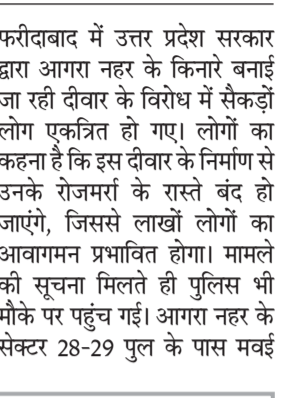 फरीदाबाद में उत्तर प्रदेश सरकार
द्वारा आगरा नहर के किनारे बनाई
जा रही दीवार के विरोध में सैकड़ों
लोग एकत्रित हो गए। लोगों का
कहना है कि इस दीवार के निर्माण से
उनके रोजमर्रा के रास्ते बंद हो
जाएंगे, जिससे लाखों लोगों का
आवागमन प्रभावित होगा। मामले
की सूचना मिलते ही पुलिस भी
मौके पर पहुंच गई। आगरा नहर के
सेक्टर 28-29 पुल के पास मवई